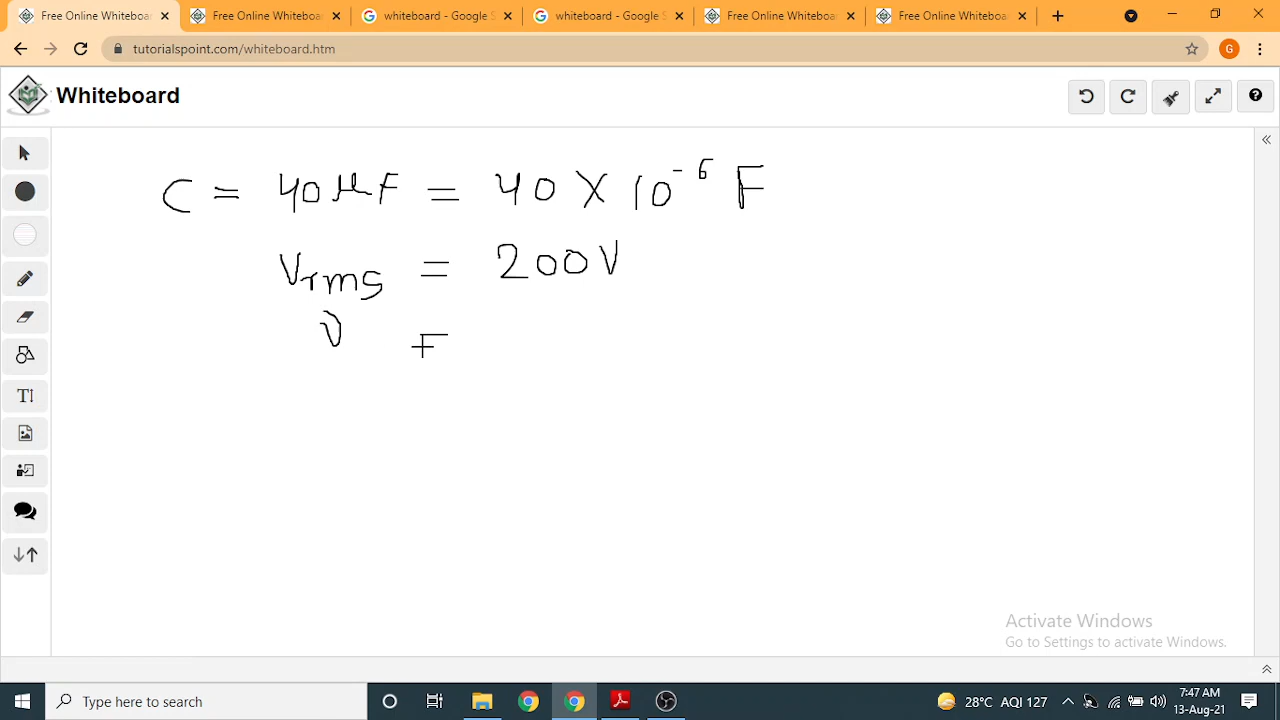 Free Online Whiteboa
Free Online Whiteboa
whiteboard - Google S
whiteboard - Google S
Free Online Whiteboa
Free Online Whiteboa
tutorialspoint.com/whiteboard.htm
G
Whiteboard
C = 40 μF = 40 X 10⁻⁶ F
Vrms = 200V
ν F
Activate Windows
Go to Settings to activate Windows.
Type here to search
28°C AQI 127
7:47 AM
13-Aug-21